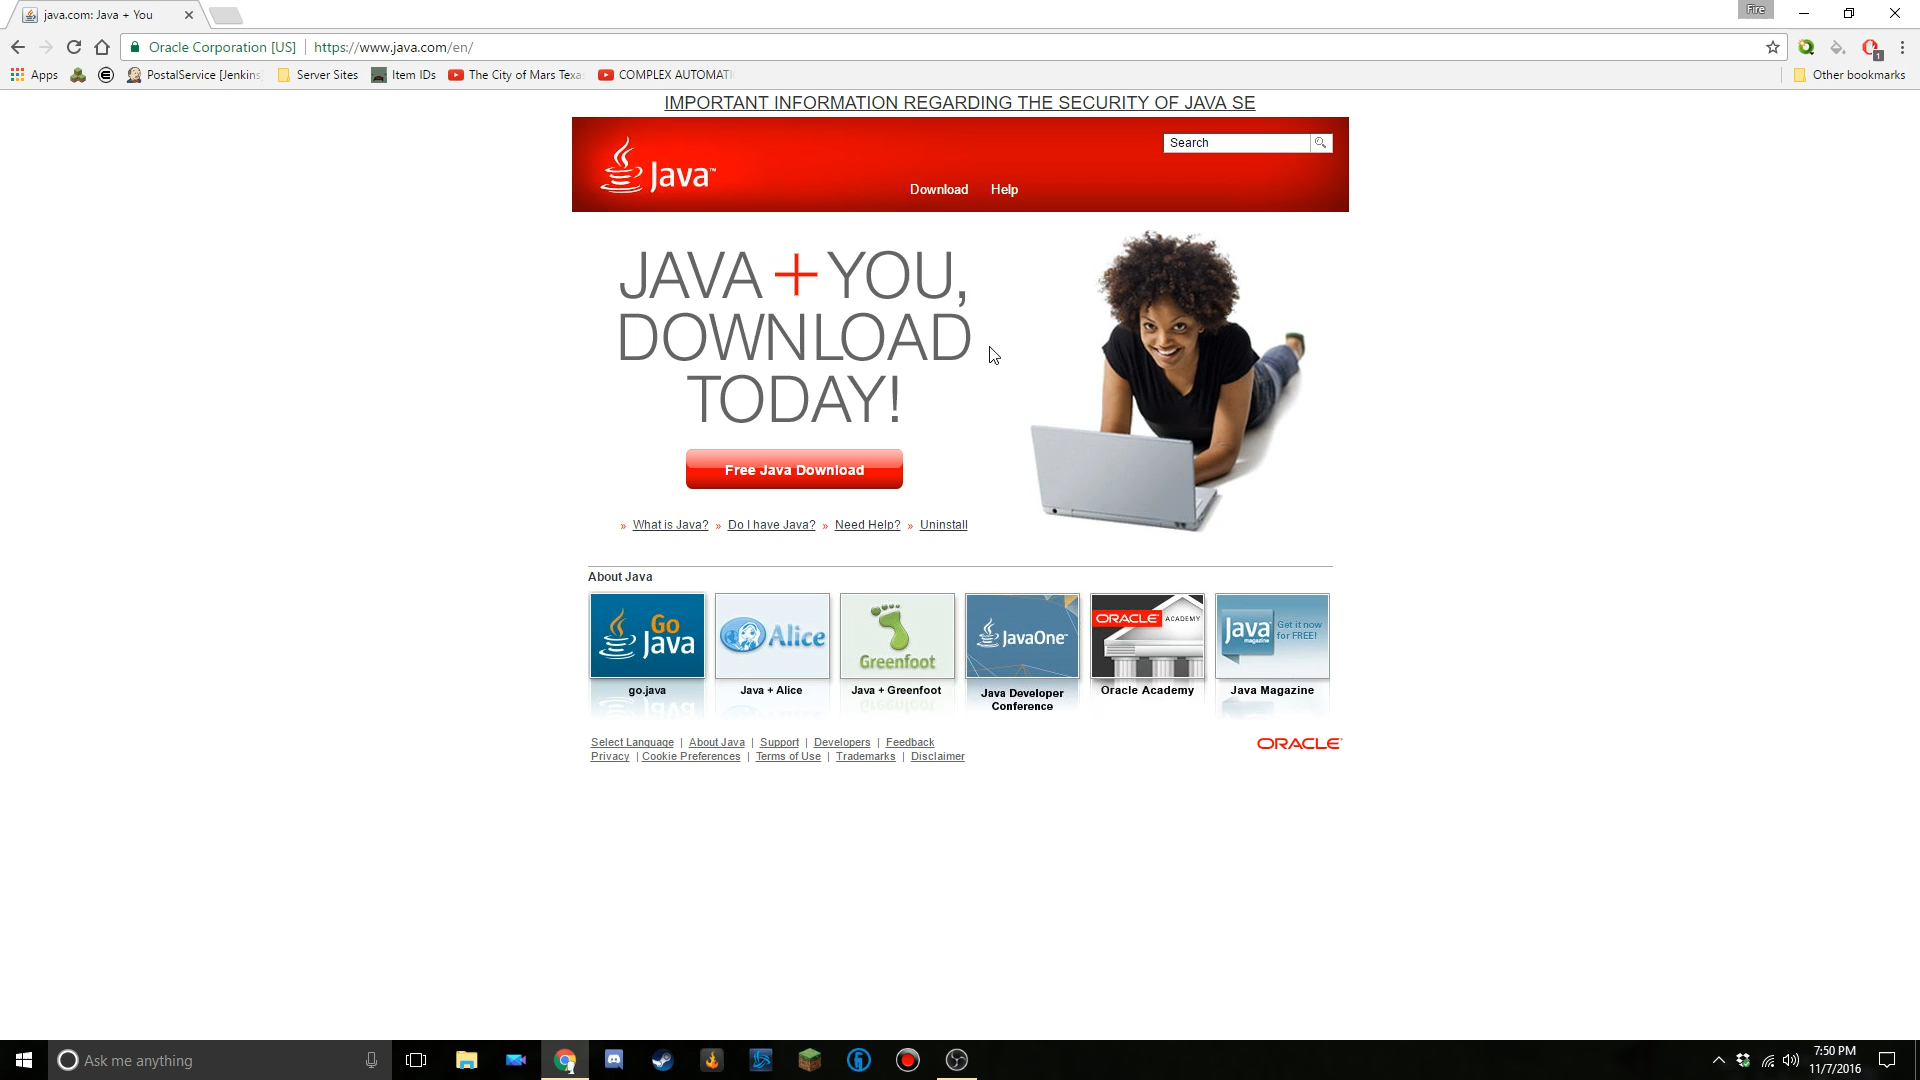 java.com: Java + You
Fire
Oracle Corporation [US]
https://www.java.com/en/
1
Apps
PostalService [Jenkins
Server Sites
Item IDs
The City of Mars Texa
COMPLEX AUTOMATI
Other bookmarks
IMPORTANT INFORMATION REGARDING THE SECURITY OF JAVA SE
Java™
Search
Download
Help
JAVA + YOU,
DOWNLOAD
TODAY!
Free Java Download
» What is Java? » Do I have Java? » Need Help? » Uninstall
About Java
Go
Java
Alice
Greenfoot
JavaOne™
ORACLE ACADEMY
Java magazine
Get it now
for FREE!
go.java
Java + Alice
Java + Greenfoot
Java Developer
Conference
Oracle Academy
Java Magazine
Select Language | About Java | Support | Developers | Feedback
Privacy | Cookie Preferences | Terms of Use | Trademarks | Disclaimer
ORACLE
Ask me anything
7:50 PM
11/7/2016